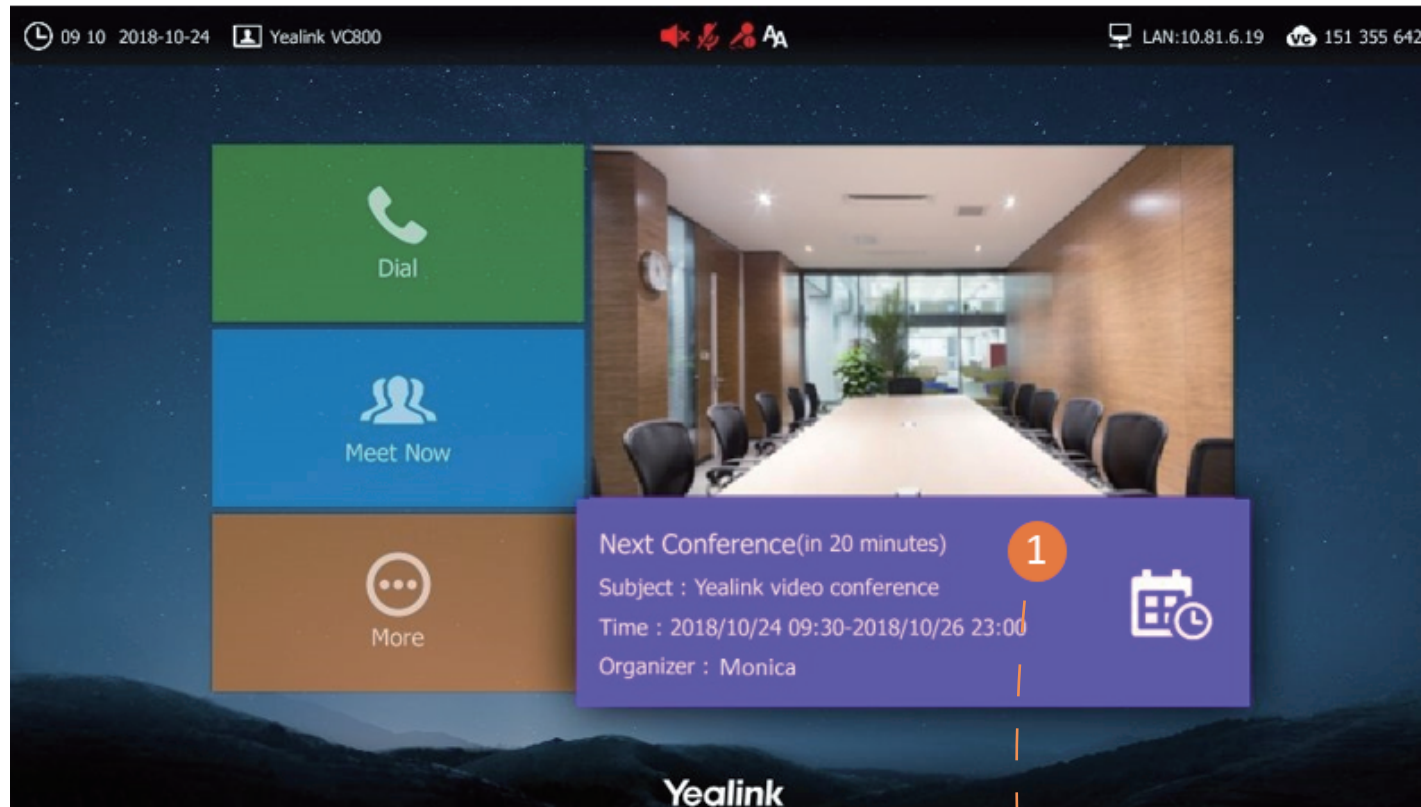 09 10 2018-10-24 Yealink VC800 AA LAN:10.81.6.19 VC 151 355 642
Dial
Meet Now
More
Next Conference(in 20 minutes)
1
Subject : Yealink video conference
Time : 2018/10/24 09:30-2018/10/26 23:00
Organizer : Monica
Yealink